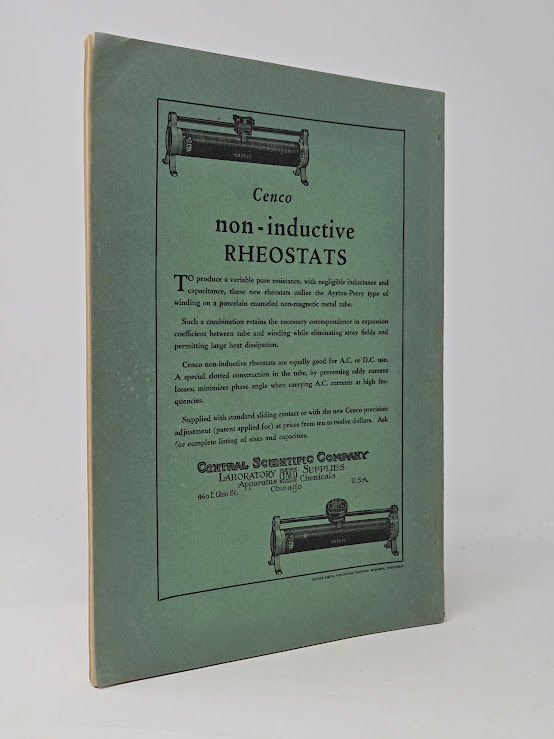 Cenco
non-inductive
RHEOSTATS
TO produce a variable pure resistance, with negligible inductance and
capacitance, these new rheostats utilize the Ayrton-Perry type of
winding on a porcelain enameled non-magnetic metal tube.
Such a combination retains the necessary correspondence in expansion
coefficient between tube and winding while eliminating stray fields and
permitting large heat dissipation.
Cenco non-inductive rheostats are equally good for A.C. or D.C. use.
A special slotted construction in the tube, by preventing eddy current
losses, minimizes phase angle when carrying A.C. currents at high fre-
quencies.
Supplied with standard sliding contact or with the new Cenco precision
adjustment (patent applied for) at prices from ten to twelve dollars. Ask
for complete listing of sizes and capacities.
CENTRAL SCIENTIFIC COMPANY
LABORATORY SUPPLIES
Apparatus Chemicals
460 E. Ohio St. Chicago U.S.A.
GEORGE BANTA PUBLISHING COMPANY, MENASHA, WISCONSIN